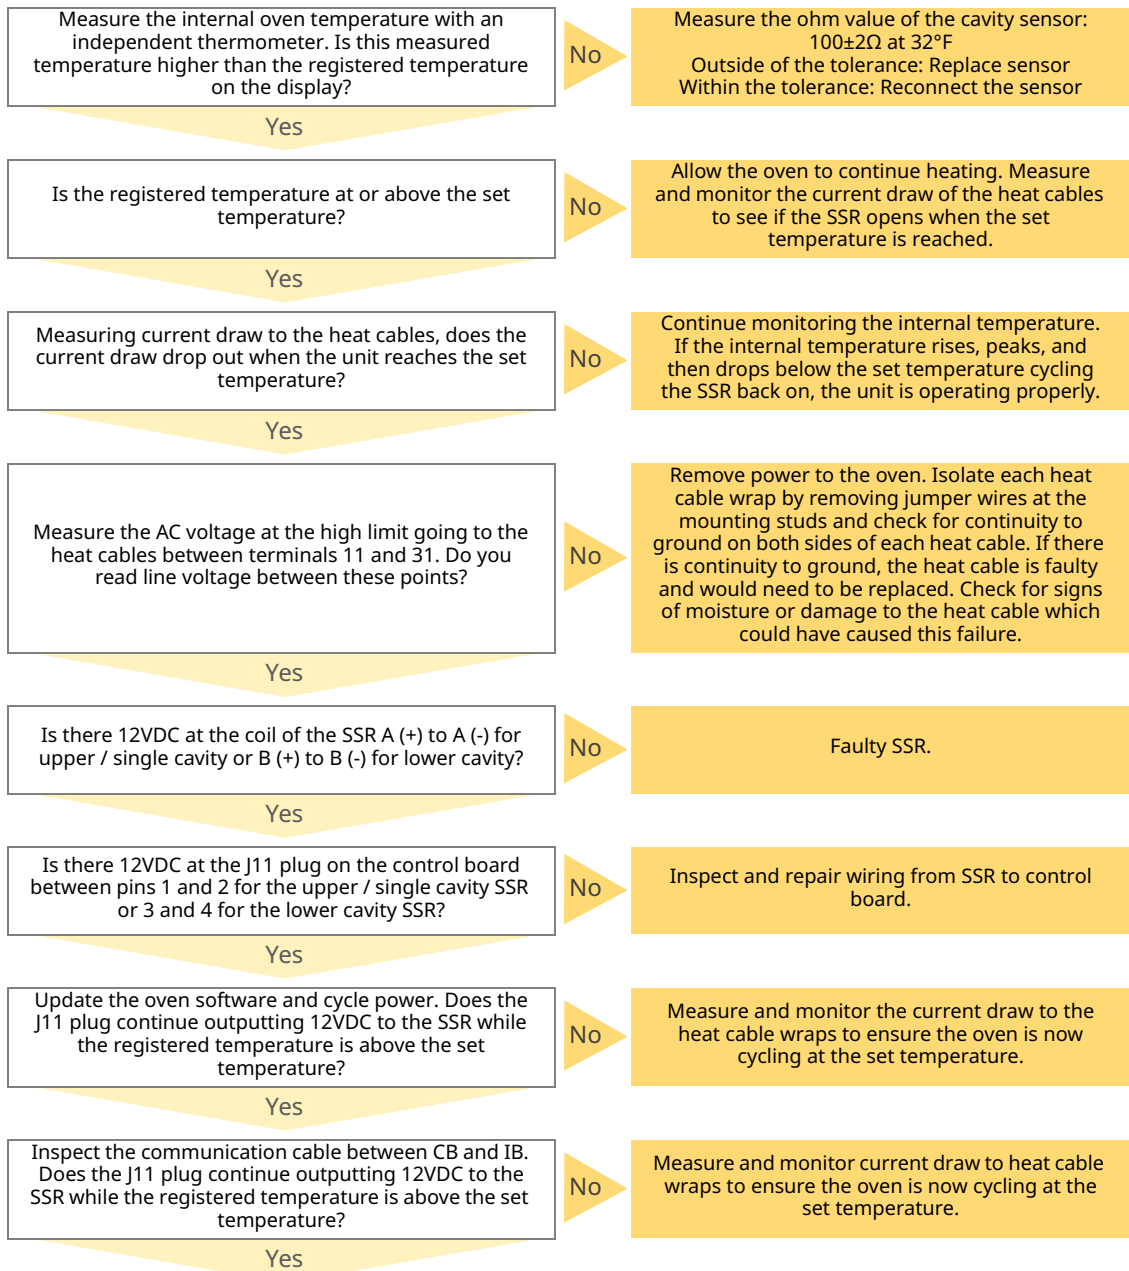 Measure the internal oven temperature with an
independent thermometer. Is this measured
temperature higher than the registered temperature
on the display?
No
Measure the ohm value of the cavity sensor:
100±2Ω at 32°F
Outside of the tolerance: Replace sensor
Within the tolerance: Reconnect the sensor
Yes
Is the registered temperature at or above the set
temperature?
No
Allow the oven to continue heating. Measure
and monitor the current draw of the heat cables
to see if the SSR opens when the set
temperature is reached.
Yes
Measuring current draw to the heat cables, does the
current draw drop out when the unit reaches the set
temperature?
No
Continue monitoring the internal temperature.
If the internal temperature rises, peaks, and
then drops below the set temperature cycling
the SSR back on, the unit is operating properly.
Yes
Measure the AC voltage at the high limit going to the
heat cables between terminals 11 and 31. Do you
read line voltage between these points?
No
Remove power to the oven. Isolate each heat
cable wrap by removing jumper wires at the
mounting studs and check for continuity to
ground on both sides of each heat cable. If there
is continuity to ground, the heat cable is faulty
and would need to be replaced. Check for signs
of moisture or damage to the heat cable which
could have caused this failure.
Yes
Is there 12VDC at the coil of the SSR A (+) to A (-) for
upper / single cavity or B (+) to B (-) for lower cavity?
No
Faulty SSR.
Yes
Is there 12VDC at the J11 plug on the control board
between pins 1 and 2 for the upper / single cavity SSR
or 3 and 4 for the lower cavity SSR?
No
Inspect and repair wiring from SSR to control
board.
Yes
Update the oven software and cycle power. Does the
J11 plug continue outputting 12VDC to the SSR while
the registered temperature is above the set
temperature?
No
Measure and monitor the current draw to the
heat cable wraps to ensure the oven is now
cycling at the set temperature.
Yes
Inspect the communication cable between CB and IB.
Does the J11 plug continue outputting 12VDC to the
SSR while the registered temperature is above the set
temperature?
No
Measure and monitor current draw to heat cable
wraps to ensure the oven is now cycling at the
set temperature.
Yes